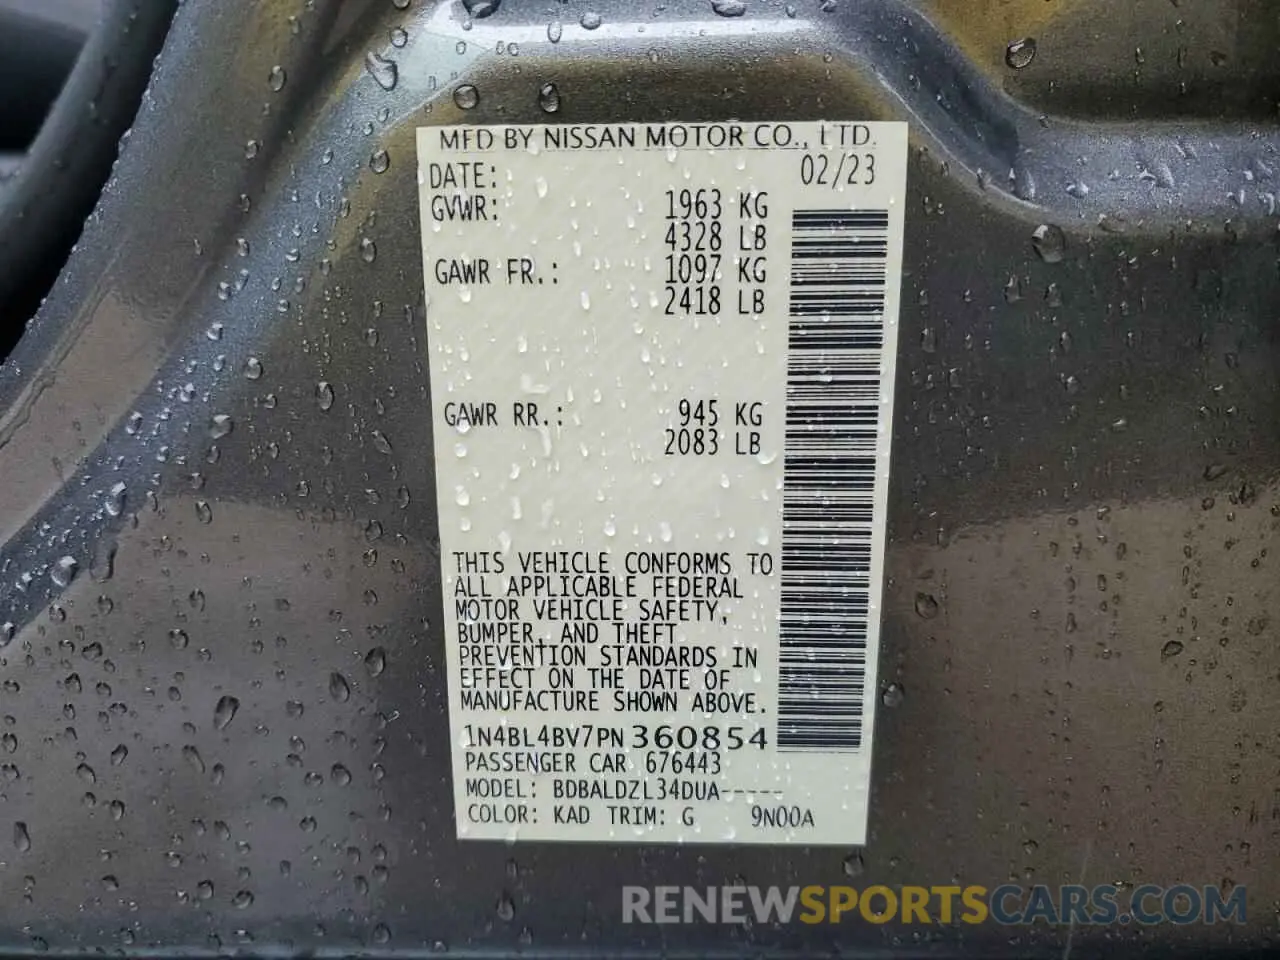 MFD BY NISSAN MOTOR CO., LTD.
DATE: 02/23
GVWR: 1963 KG
4328 LB
GAWR FR.: 1097 KG
2418 LB
GAWR RR.: 945 KG
2083 LB
THIS VEHICLE CONFORMS TO
ALL APPLICABLE FEDERAL
MOTOR VEHICLE SAFETY,
BUMPER, AND THEFT
PREVENTION STANDARDS IN
EFFECT ON THE DATE OF
MANUFACTURE SHOWN ABOVE.
1N4BL4BV7PN360854
PASSENGER CAR 676443
MODEL: BDBALDZL34DUA-----
COLOR: KAD TRIM: G 9N00A
RENEWSPORTSCARS.COM